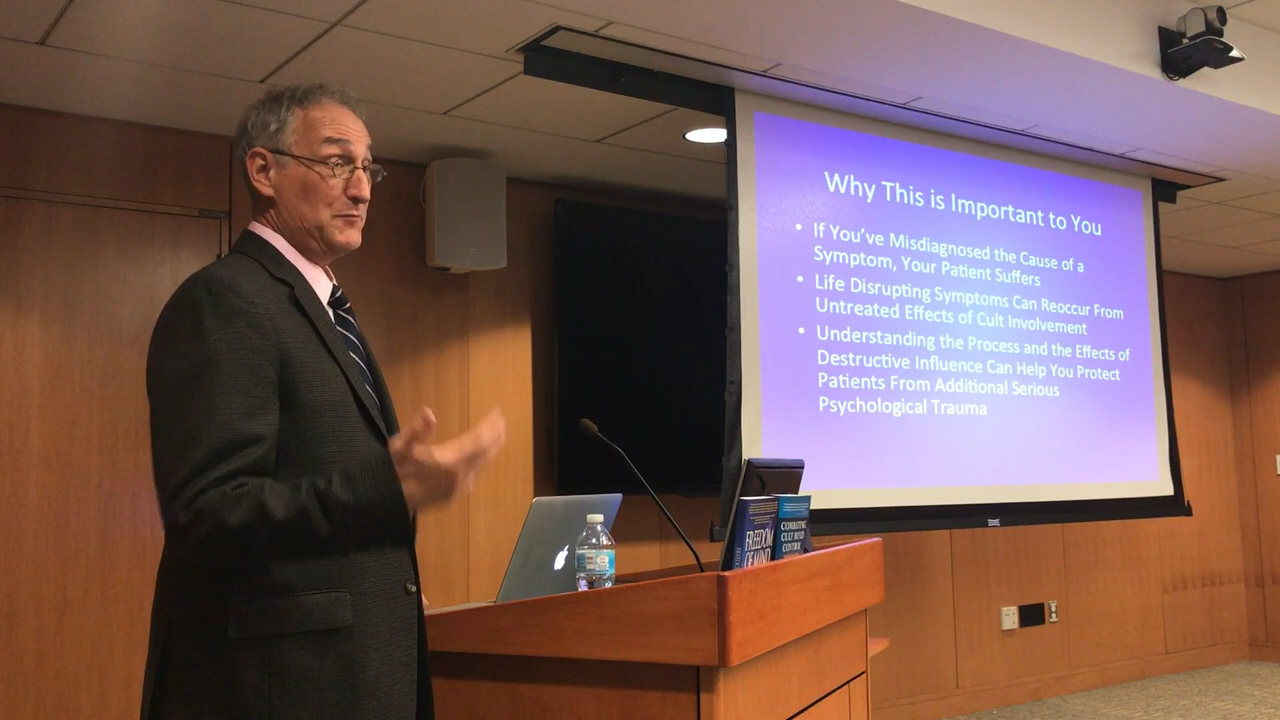 Why This is Important to You
• If You've Misdiagnosed the Cause of a
Symptom, Your Patient Suffers
• Life Disrupting Symptoms Can Reoccur From
Untreated Effects of Cult Involvement
• Understanding the Process and the Effects of
Destructive Influence Can Help You Protect
Patients From Additional Serious
Psychological Trauma
FREEDOM
OF MIND
COMBATING
CULT MIND
CONTROL